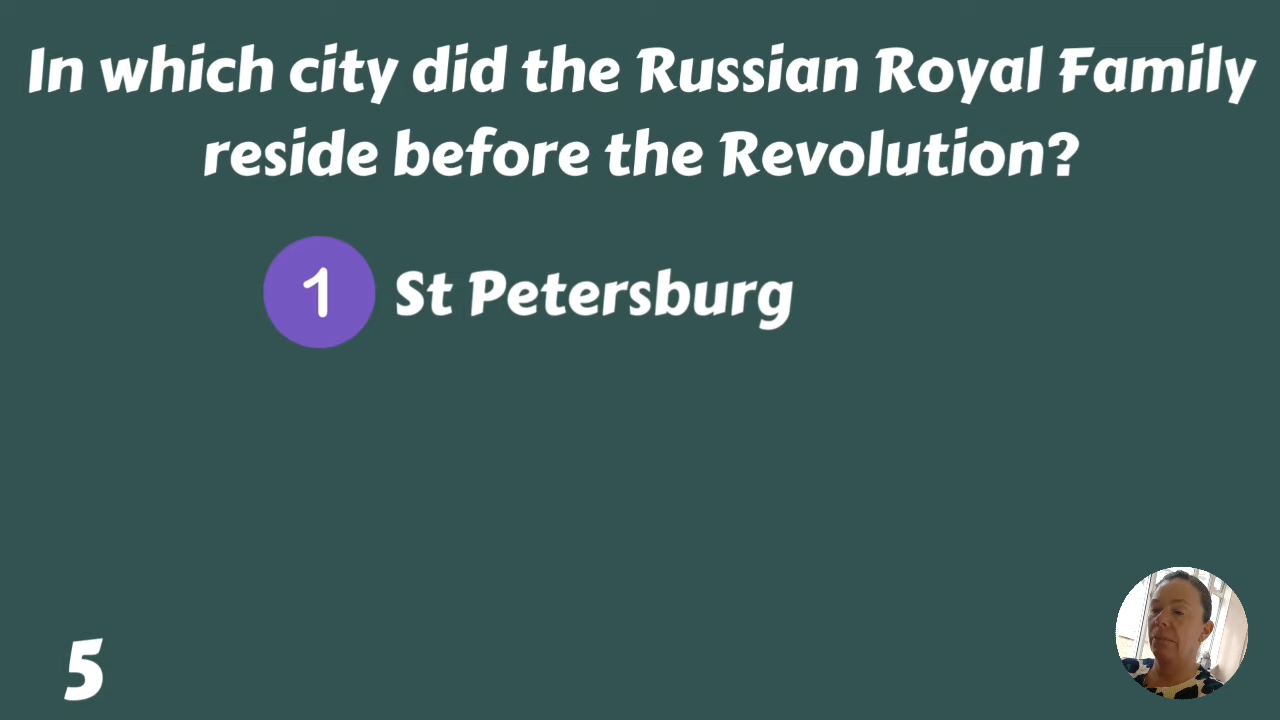 In which city did the Russian Royal Family
reside before the Revolution?
1 St Petersburg
5